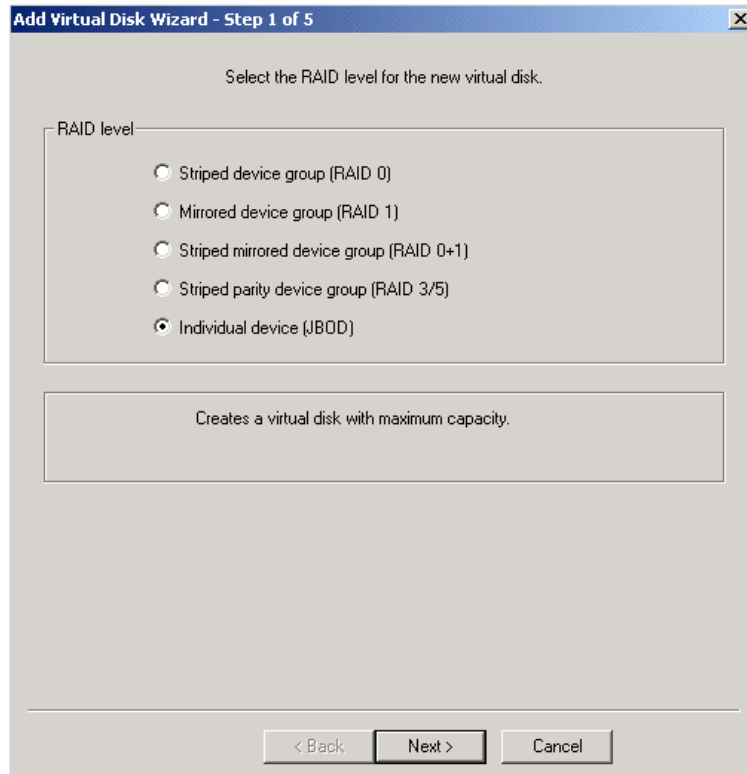 Add Virtual Disk Wizard - Step 1 of 5
Select the RAID level for the new virtual disk.
RAID level
Striped device group (RAID 0)
Mirrored device group (RAID 1)
Striped mirrored device group (RAID 0+1)
Striped parity device group (RAID 3/5)
Individual device (JBOD)
Creates a virtual disk with maximum capacity.
< Back Next > Cancel